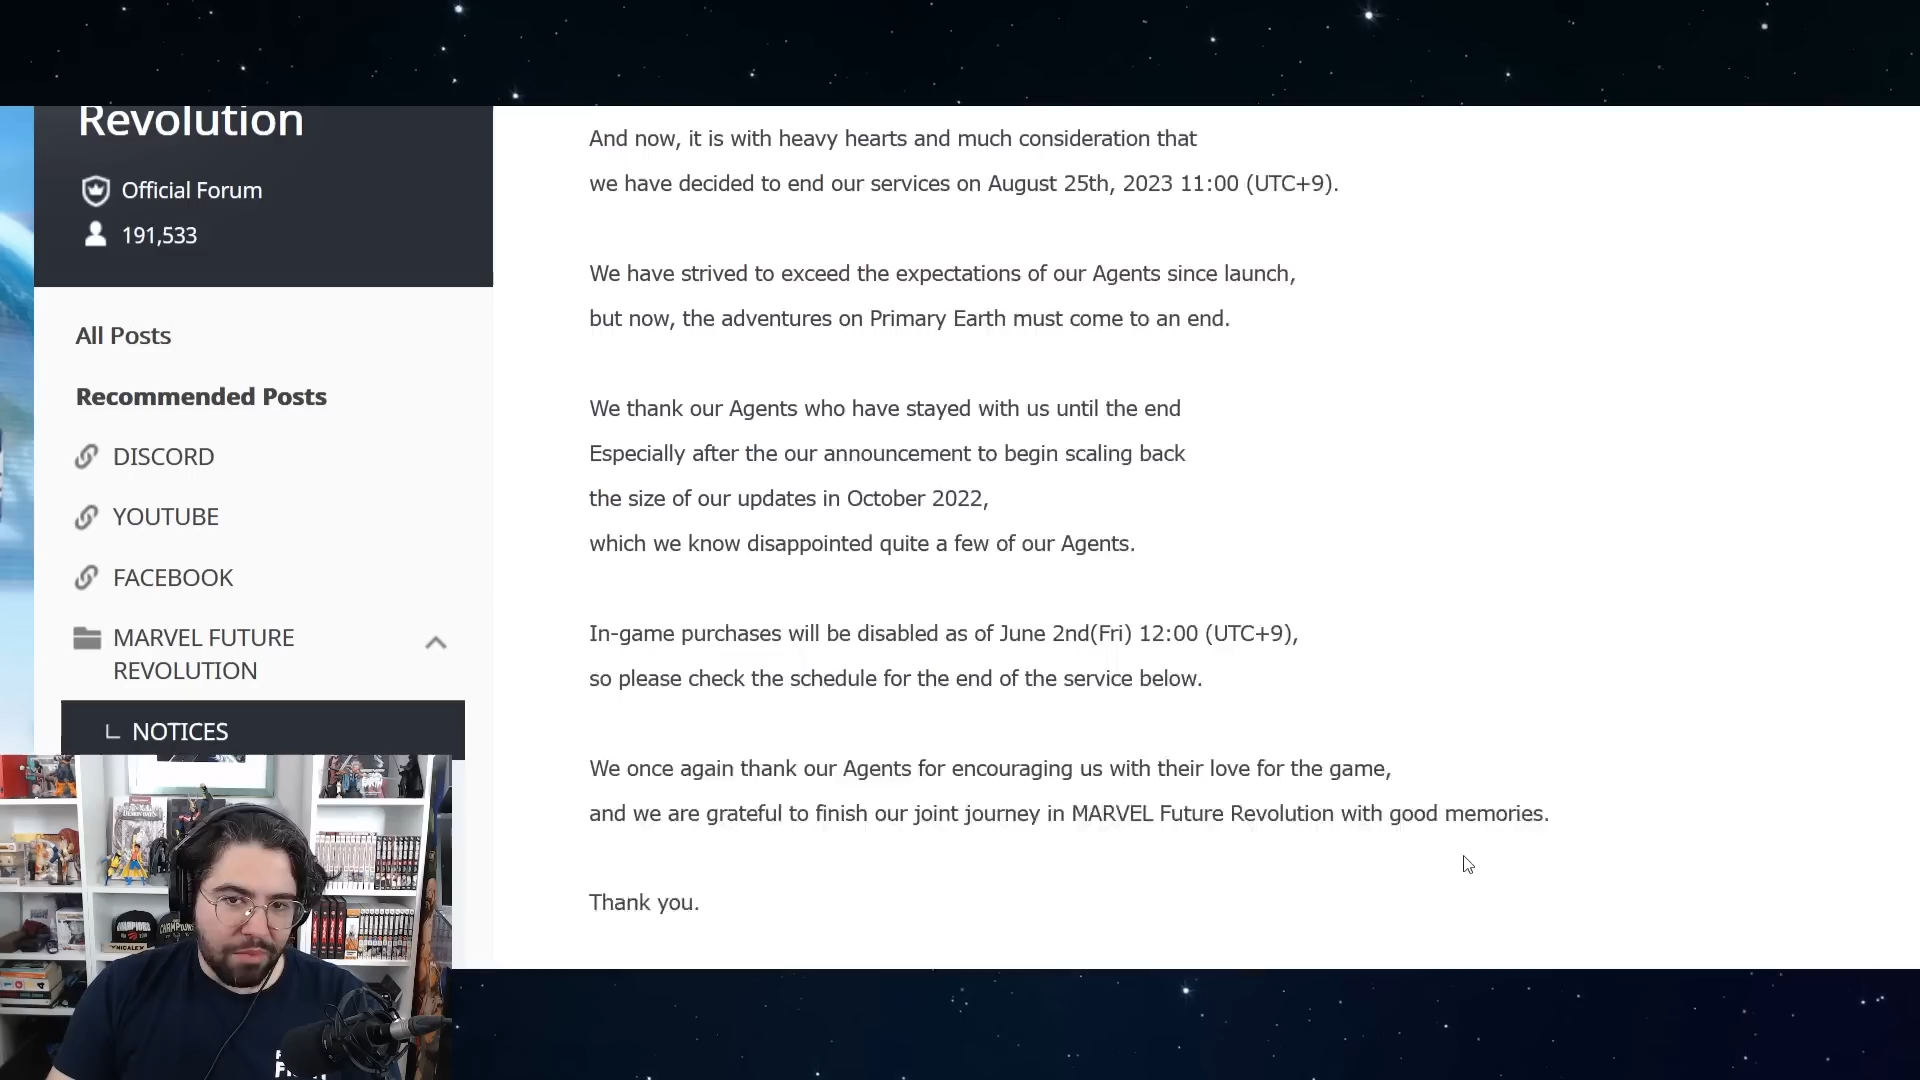 Revolution
Official Forum
191,533
All Posts
Recommended Posts
DISCORD
YOUTUBE
FACEBOOK
MARVEL FUTURE
REVOLUTION
NOTICES
And now, it is with heavy hearts and much consideration that
we have decided to end our services on August 25th, 2023 11:00 (UTC+9).
We have strived to exceed the expectations of our Agents since launch,
but now, the adventures on Primary Earth must come to an end.
We thank our Agents who have stayed with us until the end
Especially after the our announcement to begin scaling back
the size of our updates in October 2022,
which we know disappointed quite a few of our Agents.
In-game purchases will be disabled as of June 2nd(Fri) 12:00 (UTC+9),
so please check the schedule for the end of the service below.
We once again thank our Agents for encouraging us with their love for the game,
and we are grateful to finish our joint journey in MARVEL Future Revolution with good memories.
Thank you.
CHAMPIONS